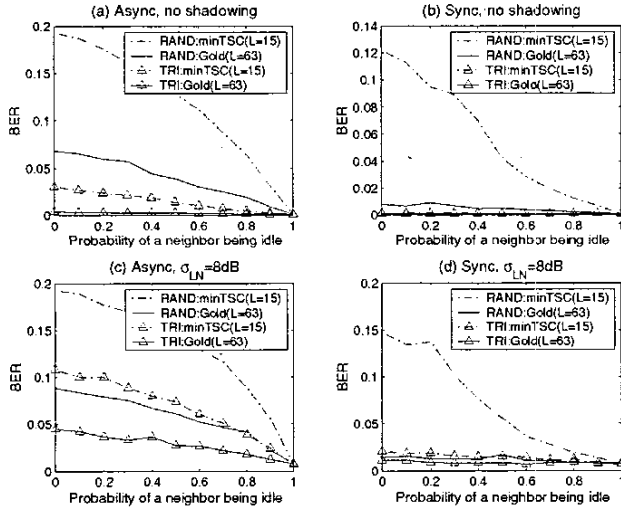 (a) Async, no shadowing
0.2
0.15
0.1
0.05
0
BER
RAND:minTSC(L=15)
RAND:Gold(L=63)
TRI:minTSC(L=15)
TRI:Gold(L=63)
0 0.2 0.4 0.6 0.8 1
Probability of a neighbor being idle
(b) Sync, no shadowing
0.14
0.12
0.1
0.08
0.06
0.04
0.02
0
BER
RAND:minTSC(L=15)
RAND:Gold(L=63)
TRI:minTSC(L=15)
TRI:Gold(L=63)
0 0.2 0.4 0.6 0.8 1
Probability of a neighbor being idle
(c) Async, σLN=8dB
0.2
0.15
0.1
0.05
0
BER
RAND:minTSC(L=15)
RAND:Gold(L=63)
TRI:minTSC(L=15)
TRI:Gold(L=63)
0 0.2 0.4 0.6 0.8 1
Probability of a neighbor being idle
(d) Sync, σLN=8dB
0.2
0.15
0.1
0.05
0
BER
RAND:minTSC(L=15)
RAND:Gold(L=63)
TRI:minTSC(L=15)
TRI:Gold(L=63)
0 0.2 0.4 0.6 0.8 1
Probability of a neighbor being idle